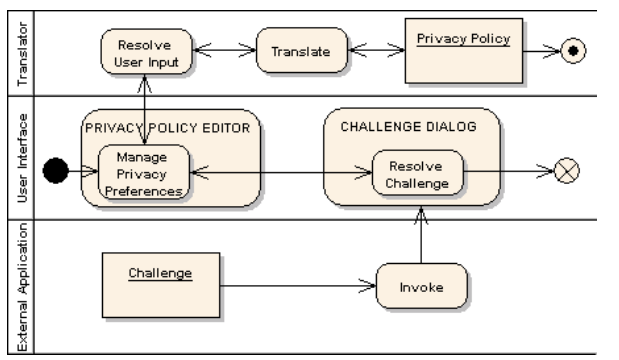 Translator
Resolve
User Input
Translate
Privacy Policy
User Interface
PRIVACY POLICY EDITOR
Manage
Privacy
Preferences
CHALLENGE DIALOG
Resolve
Challenge
External Application
Challenge
Invoke